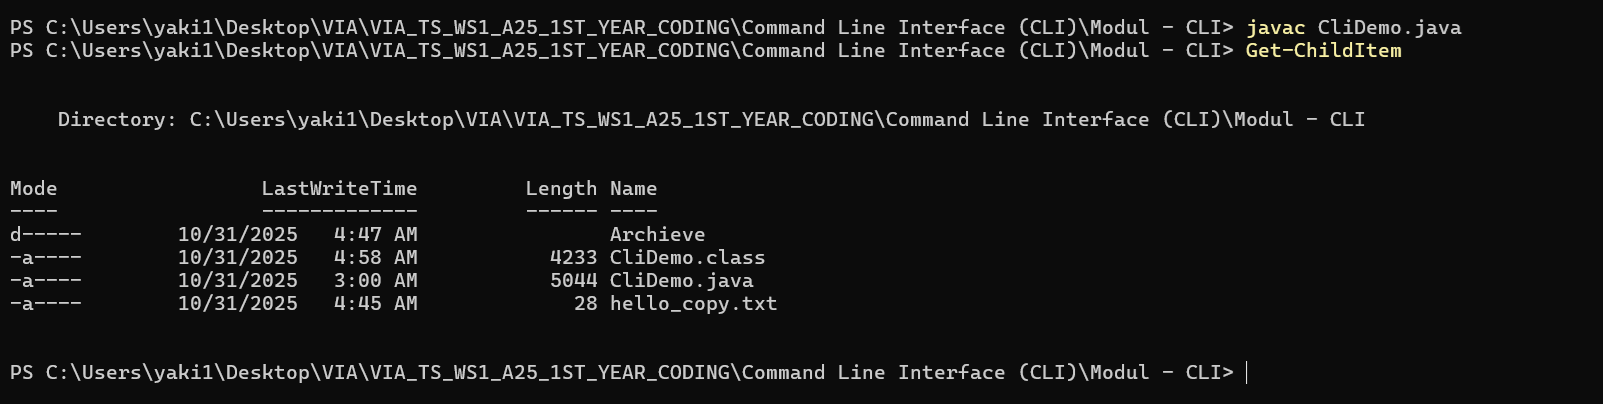 PS C:\Users\yaki1\Desktop\VIA\VIA_TS_WS1_A25_1ST_YEAR_CODING\Command Line Interface (CLI)\Modul - CLI> javac CliDemo.java
PS C:\Users\yaki1\Desktop\VIA\VIA_TS_WS1_A25_1ST_YEAR_CODING\Command Line Interface (CLI)\Modul - CLI> Get-ChildItem
Directory: C:\Users\yaki1\Desktop\VIA\VIA_TS_WS1_A25_1ST_YEAR_CODING\Command Line Interface (CLI)\Modul - CLI
Mode                 LastWriteTime         Length Name
----                 -------------         ------ ----
d-----        10/31/2025   4:47 AM                Archieve
-a----        10/31/2025   4:58 AM           4233 CliDemo.class
-a----        10/31/2025   3:00 AM           5044 CliDemo.java
-a----        10/31/2025   4:45 AM             28 hello_copy.txt
PS C:\Users\yaki1\Desktop\VIA\VIA_TS_WS1_A25_1ST_YEAR_CODING\Command Line Interface (CLI)\Modul - CLI>